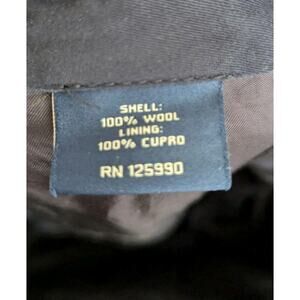 SHELL:
100% WOOL
LINING:
100% CUPRO
RN 125990